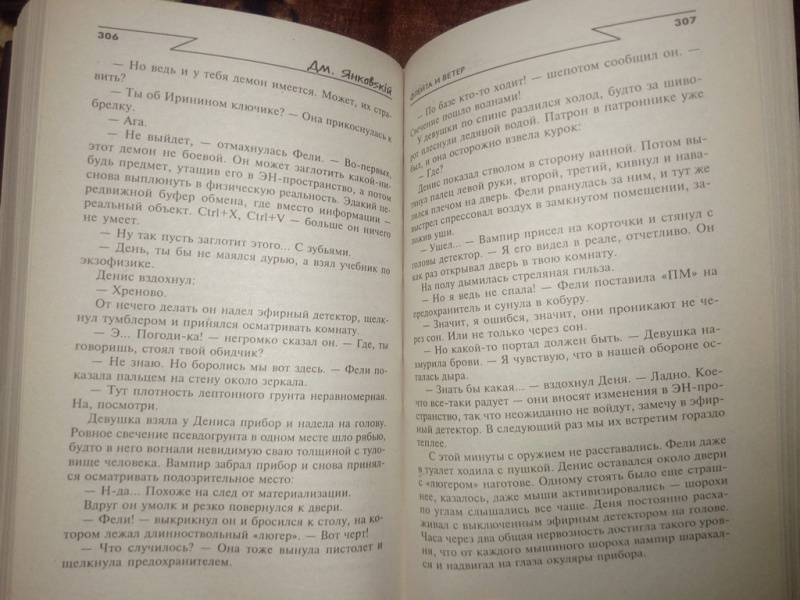 306
Дм. Янковскій
— Но ведь и у тебя демон имеется. Может, их стра-
вить?
— Ты об Иринином ключике? — Она прикоснулась к
брелку.
— Ага.
— Не выйдет, — отмахнулась Фели. — Во-первых,
этот демон не боевой. Он может заглотить какой-ни-
будь предмет, утащив его в ЭН-пространство, а потом
снова выплюнуть в физическую реальность. Эдакий пе-
редвижной буфер обмена, где вместо информации —
реальный объект. Ctrl+X, Ctrl+V — больше он ничего
не умеет.
— Ну так пусть заглотит этого... С зубьями.
— День, ты бы не маялся дурью, а взял учебник по
экзофизике.
Денис вздохнул:
— Хреново.
От нечего делать он надел эфирный детектор, щелк-
нул тумблером и принялся осматривать комнату.
— Э... Погоди-ка! — негромко сказал он. — Где, ты
говоришь, стоял твой обидчик?
— Не знаю. Но боролись мы вот здесь. — Фели по-
казала пальцем на стену около зеркала.
— Тут плотность лептонного грунта неравномерная.
На, посмотри.
Девушка взяла у Дениса прибор и надела на голову.
Ровное свечение псевдогрунта в одном месте шло рябью,
будто в него вогнали невидимую сваю толщиной с туло-
вище человека. Вампир забрал прибор и снова принял-
ся осматривать подозрительное место:
— Н-да... Похоже на след от материализации.
Вдруг он умолк и резко повернулся к двери.
— Фели! — выкрикнул он и бросился к столу, на ко-
тором лежал длинноствольный «люгер». — Вот черт!
— Что случилось? — Она тоже вынула пистолет и
щелкнула предохранителем.
307
ФЛЕЙТА И ВЕТЕР
— По базе кто-то ходит! — шепотом сообщил он. —
Свечение пошло волнами!
У девушки по спине разлился холод, будто за шиво-
рот плеснули ледяной водой. Патрон в патроннике уже
был, и она осторожно взвела курок:
— Где?
Денис показал стволом в сторону ванной. Потом вы-
гнул палец левой руки, второй, третий, кивнул и нава-
лился плечом на дверь. Фели рванулась за ним, и тут же
выстрел спрессовал воздух в замкнутом помещении, за-
ложив уши.
— Ушел... — Вампир присел на корточки и стянул с
головы детектор. — Я его видел в реале, отчетливо. Он
как раз открывал дверь в твою комнату.
На полу дымилась стреляная гильза.
— Но я ведь не спала! — Фели поставила «ПМ» на
предохранитель и сунула в кобуру.
— Значит, я ошибся, значит, они проникают не че-
рез сон. Или не только через сон.
— Но какой-то портал должен быть. — Девушка на-
хмурила брови. — Я чувствую, что в нашей обороне ос-
талась дыра.
— Знать бы какая... — вздохнул Деня. — Ладно. Кое-
что все-таки радует — они вносят изменения в ЭН-про-
странство, так что неожиданно не войдут, замечу в эфир-
ный детектор. В следующий раз мы их встретим гораздо
теплее.
С этой минуты с оружием не расставались. Фели даже
в туалет ходила с пушкой. Денис оставался около двери
с «люгером» наготове. Одному стоять было еще страш-
нее, казалось, даже мыши активизировались — шорохи
по углам слышались все чаще. Деня постоянно расха-
живал с выключенным эфирным детектором на голове.
Часа через два общая нервозность достигла такого уров-
ня, что от каждого мышиного шороха вампир шарахал-
ся и надвигал на глаза окуляры прибора.